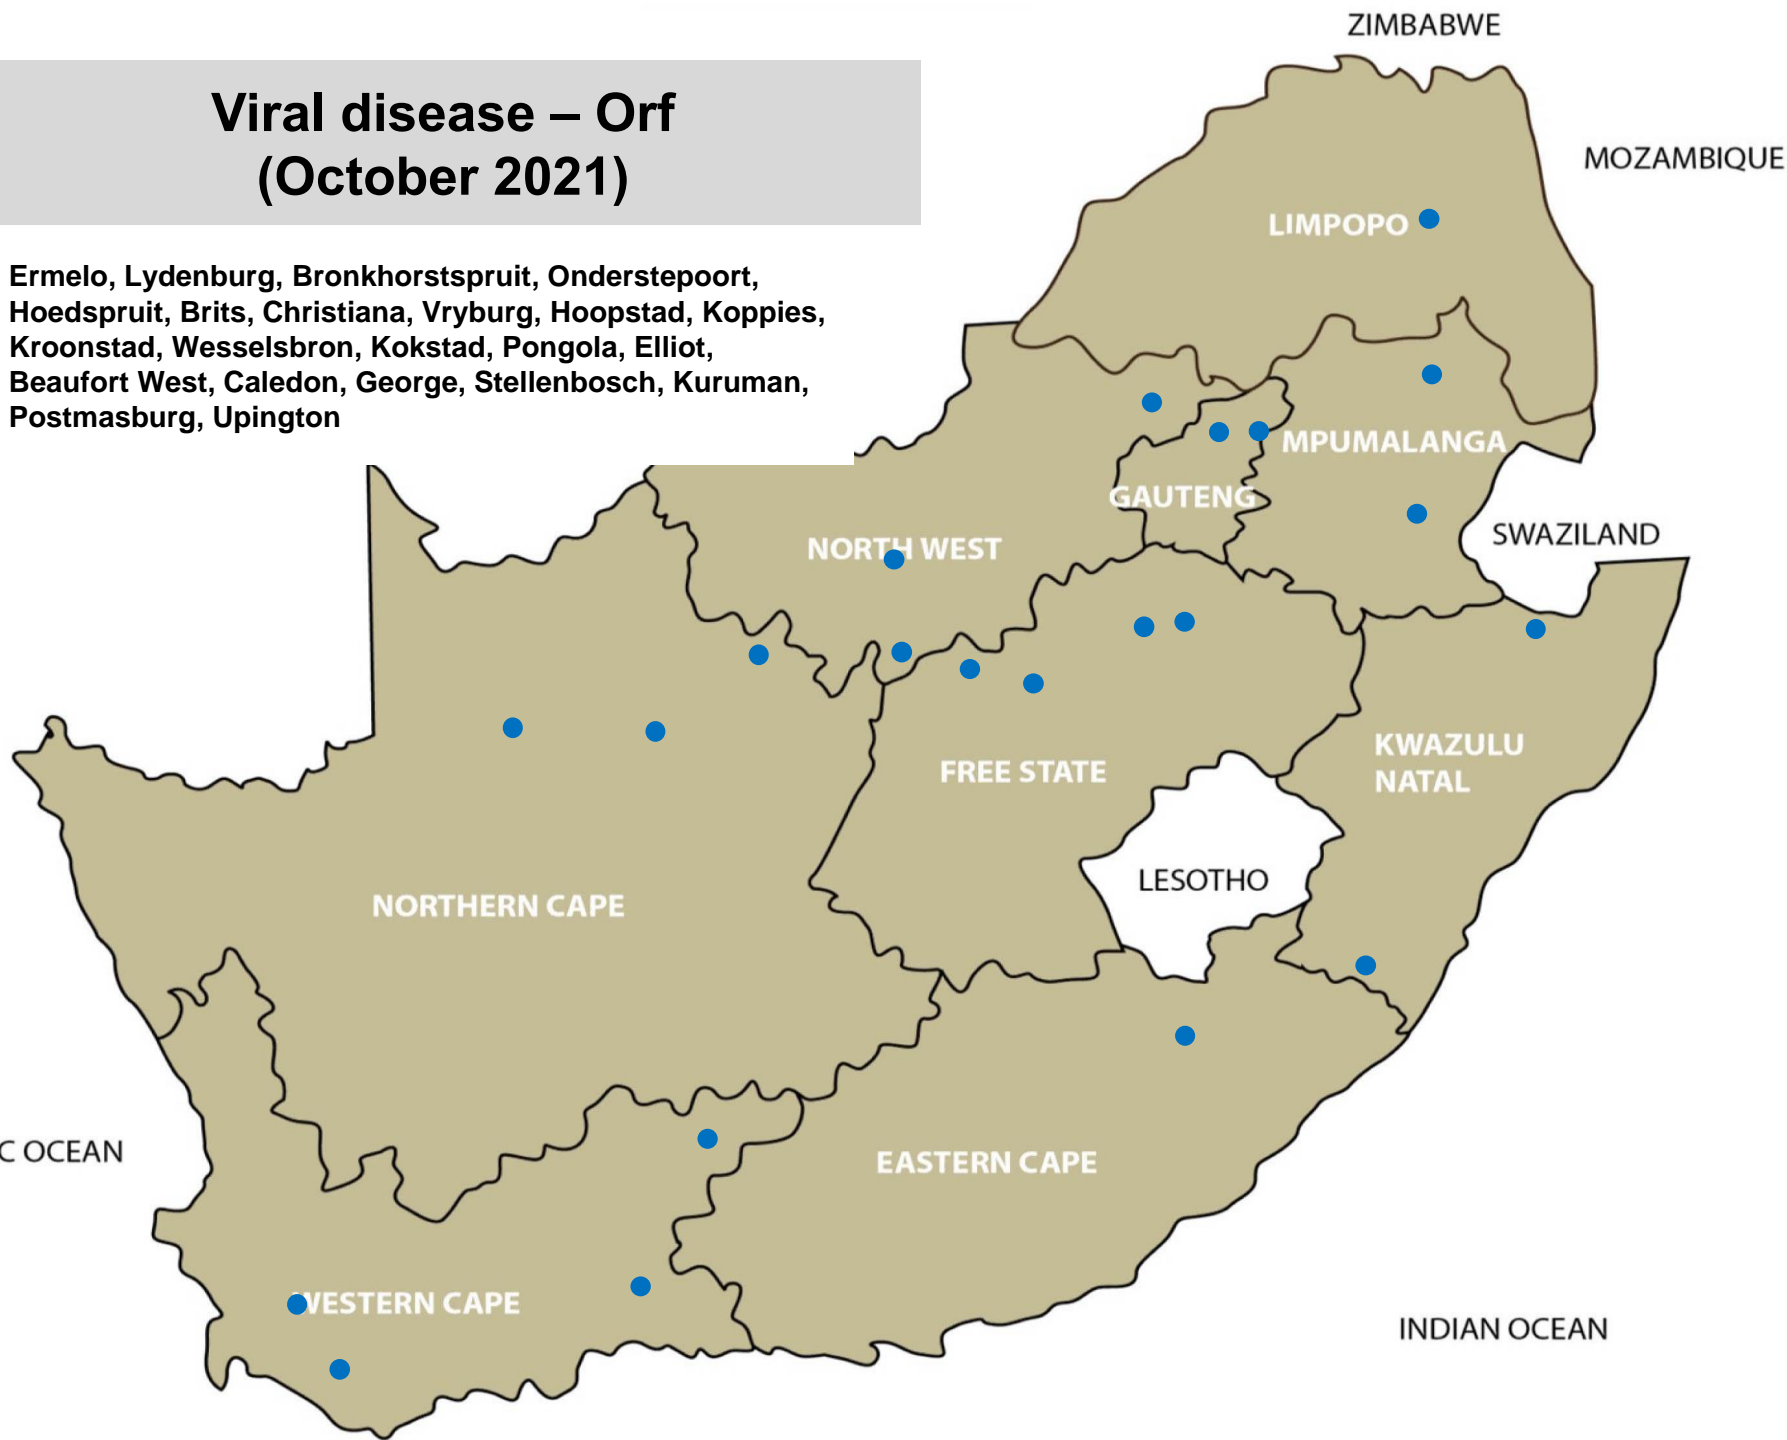 ZIMBABWE
Viral disease – Orf
(October 2021)
MOZAMBIQUE
LIMPOPO
Ermelo, Lydenburg, Bronkhorstspruit, Onderstepoort,
Hoedspruit, Brits, Christiana, Vryburg, Hoopstad, Koppies,
Kroonstad, Wesselsbron, Kokstad, Pongola, Elliot,
Beaufort West, Caledon, George, Stellenbosch, Kuruman,
Postmasburg, Upington
MPUMALANGA
GAUTENG
SWAZILAND
NORTH WEST
KWAZULU
NATAL
FREE STATE
LESOTHO
NORTHERN CAPE
C OCEAN
EASTERN CAPE
WESTERN CAPE
INDIAN OCEAN